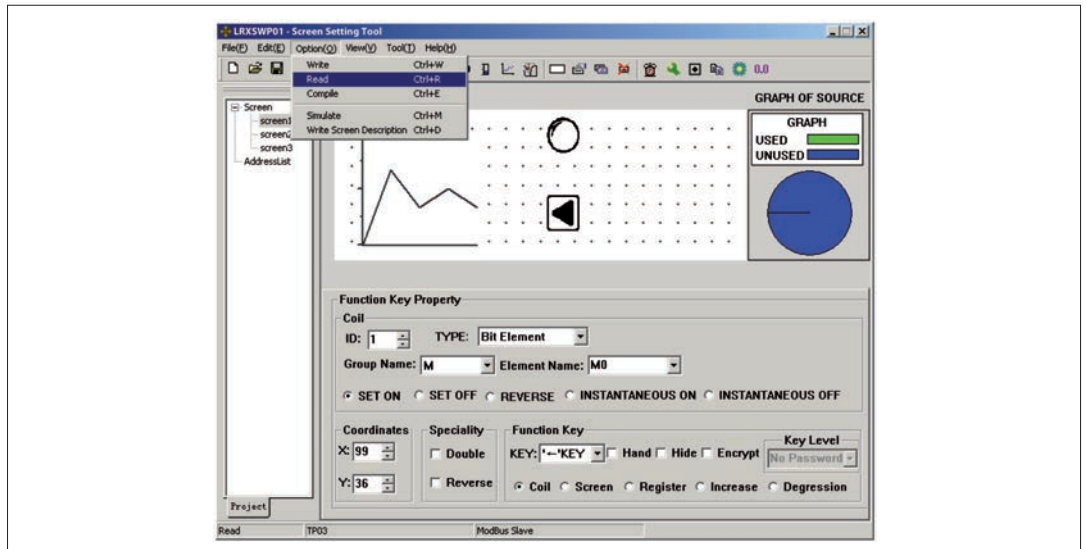 LRXSWP01 - Screen Setting Tool
File(F) Edit(E) Option(O) View(V) Tool(T) Help(H)
Write Ctrl+W
Read Ctrl+R
Compile Ctrl+E
Simulate Ctrl+M
Write Screen Description Ctrl+D
0.0
Screen
screen1
screen2
screen3
AddressList
GRAPH OF SOURCE
GRAPH
USED
UNUSED
Function Key Property
Coil
ID: 1 TYPE: Bit Element
Group Name: M Element Name: M0
SET ON SET OFF REVERSE INSTANTANEOUS ON INSTANTANEOUS OFF
Coordinates Speciality Function Key Key Level
X: 99 Double KEY: '←'KEY Hand Hide Encrypt No Password
Y: 36 Reverse Coil Screen Register Increase Degression
Project
Read TP03 ModBus Slave